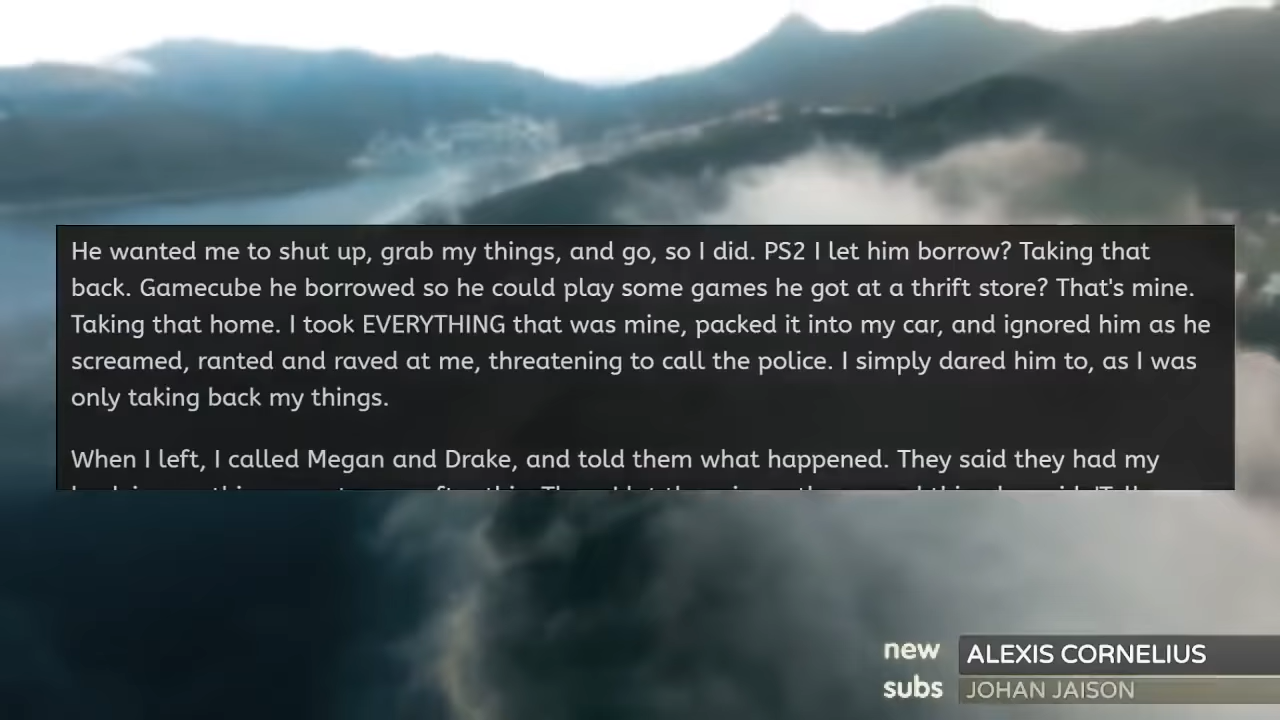 He wanted me to shut up, grab my things, and go, so I did. PS2 I let him borrow? Taking that
back. Gamecube he borrowed so he could play some games he got at a thrift store? That's mine.
Taking that home. I took EVERYTHING that was mine, packed it into my car, and ignored him as he
screamed, ranted and raved at me, threatening to call the police. I simply dared him to, as I was
only taking back my things.
When I left, I called Megan and Drake, and told them what happened. They said they had my
new ALEXIS CORNELIUS
subs JOHAN JAISON